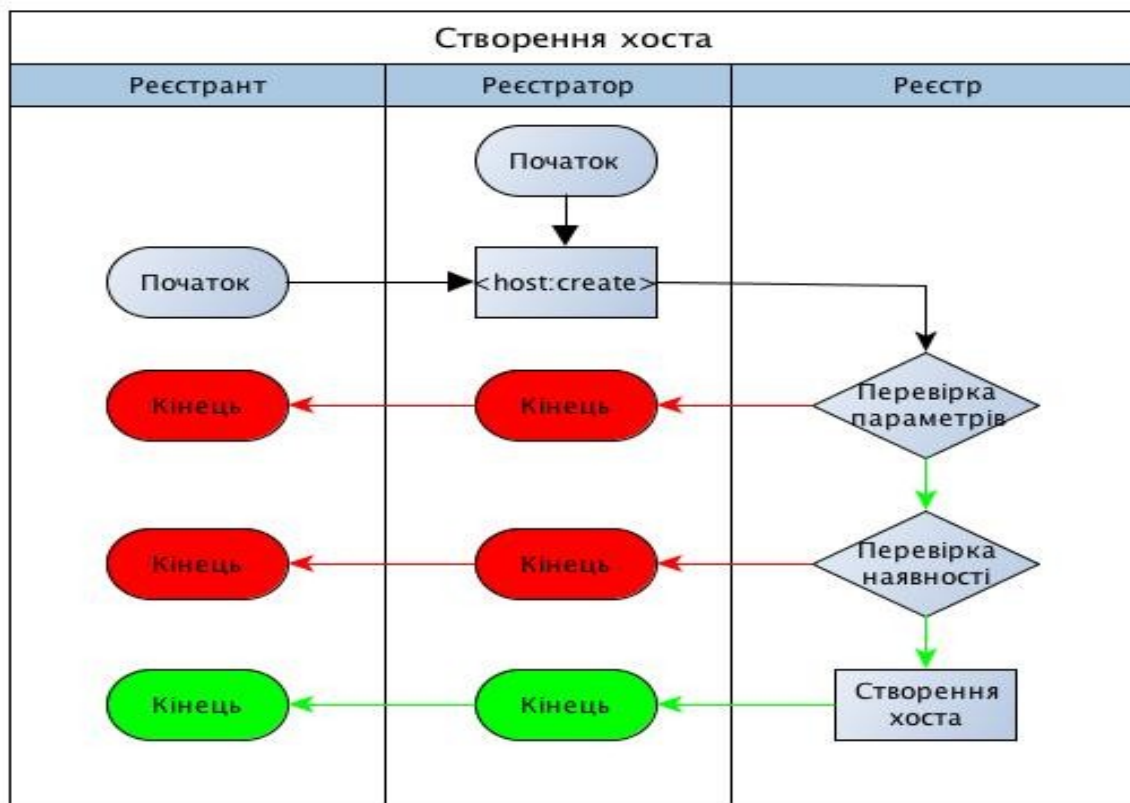 Створення хоста
Реєстрант
Реєстратор
Реєстр
Початок
Початок
<host:create>
Кінець
Кінець
Перевірка
параметрів
Кінець
Кінець
Перевірка
наявності
Кінець
Кінець
Створення
хоста